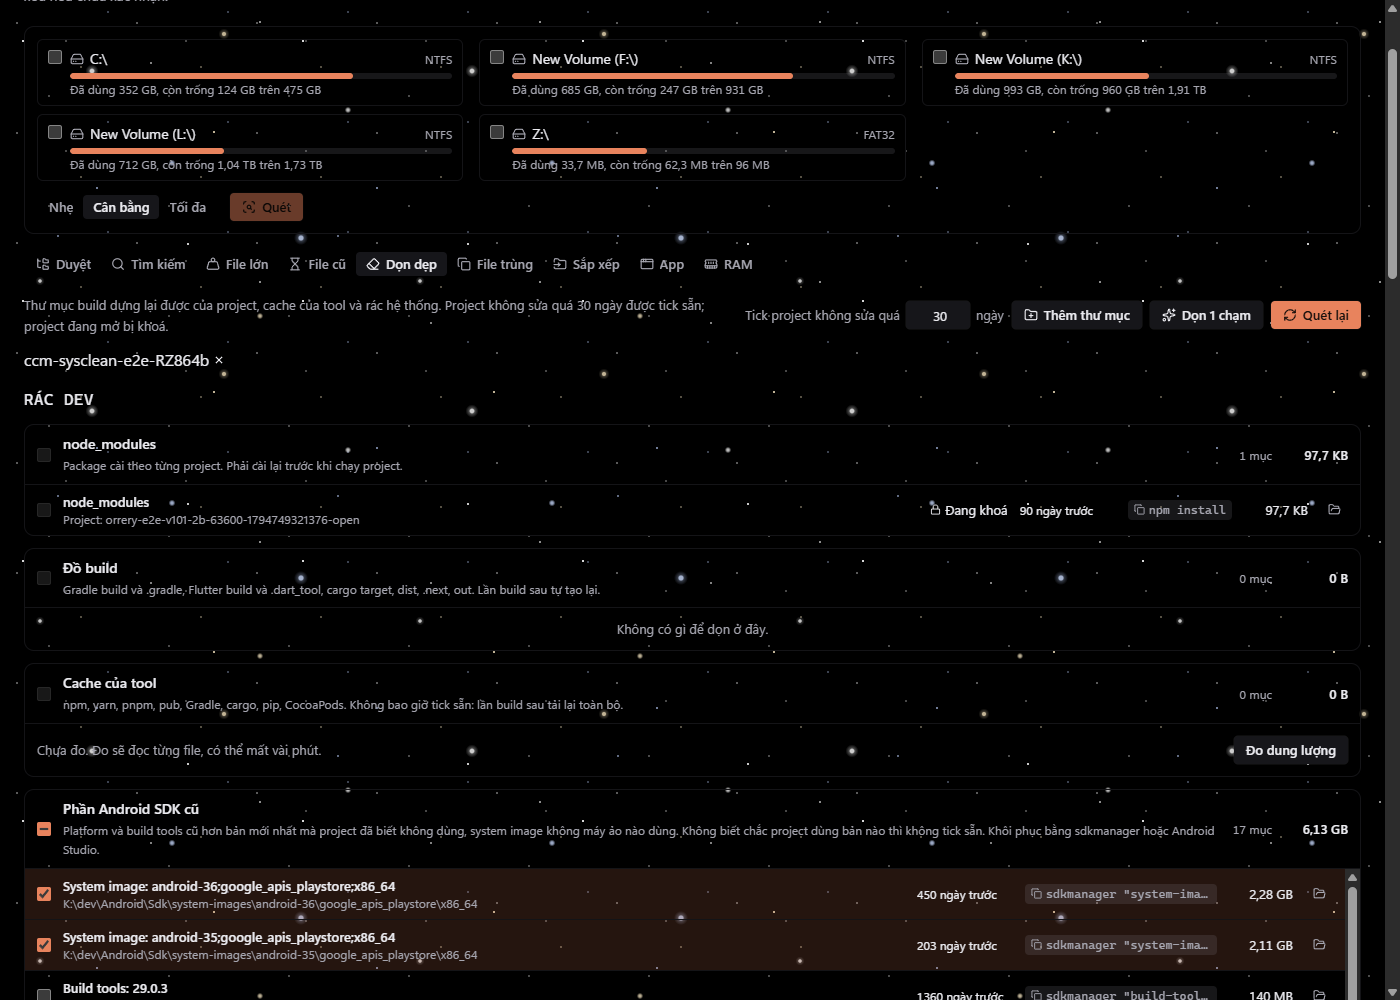 C:\
NTFS
Đã dùng 352 GB, còn trống 124 GB trên 475 GB
New Volume (F:\)
NTFS
Đã dùng 685 GB, còn trống 247 GB trên 931 GB
New Volume (K:\)
NTFS
Đã dùng 993 GB, còn trống 960 GB trên 1,91 TB
New Volume (L:\)
NTFS
Đã dùng 712 GB, còn trống 1,04 TB trên 1,73 TB
Z:\
FAT32
Đã dùng 33,7 MB, còn trống 62,3 MB trên 96 MB
Nhẹ
Cân bằng
Tối đa
Quét
Duyệt
Tìm kiếm
File lớn
File cũ
Dọn dẹp
File trùng
Sắp xếp
App
RAM
Thư mục build dựng lại được của project, cache của tool và rác hệ thống. Project không sửa quá 30 ngày được tick sẵn;
project đang mở bị khoá.
Tick project không sửa quá
30
ngày
Thêm thư mục
Dọn 1 chạm
Quét lại
ccm-sysclean-e2e-RZ864b ×
RÁC DEV
node_modules
Package cài theo từng project. Phải cài lại trước khi chạy project.
1 mục
97,7 KB
node_modules
Project: orrery-e2e-v101-2b-63600-1794749321376-open
Đang khoá
90 ngày trước
npm install
97,7 KB
Đồ build
Gradle build và .gradle, Flutter build và .dart_tool, cargo target, dist, .next, out. Lần build sau tự tạo lại.
0 mục
0 B
Không có gì để dọn ở đây.
Cache của tool
npm, yarn, pnpm, pub, Gradle, cargo, pip, CocoaPods. Không bao giờ tick sẵn: lần build sau tải lại toàn bộ.
0 mục
0 B
Chưa đo. Đo sẽ đọc từng file, có thể mất vài phút.
Đo dung lượng
Phần Android SDK cũ
Platform và build tools cũ hơn bản mới nhất mà project đã biết không dùng, system image không máy ảo nào dùng. Không biết chắc project dùng bản nào thì không tick sẵn. Khôi phục bằng sdkmanager hoặc Android
Studio.
17 mục
6,13 GB
System image: android-36;google_apis_playstore;x86_64
K:\dev\Android\Sdk\system-images\android-36\google_apis_playstore\x86_64
450 ngày trước
sdkmanager "system-ima…
2,28 GB
System image: android-35;google_apis_playstore;x86_64
K:\dev\Android\Sdk\system-images\android-35\google_apis_playstore\x86_64
203 ngày trước
sdkmanager "system-ima…
2,11 GB
Build tools: 29.0.3
1360 ngày trước
sdkmanager "build-tool…
140 MB